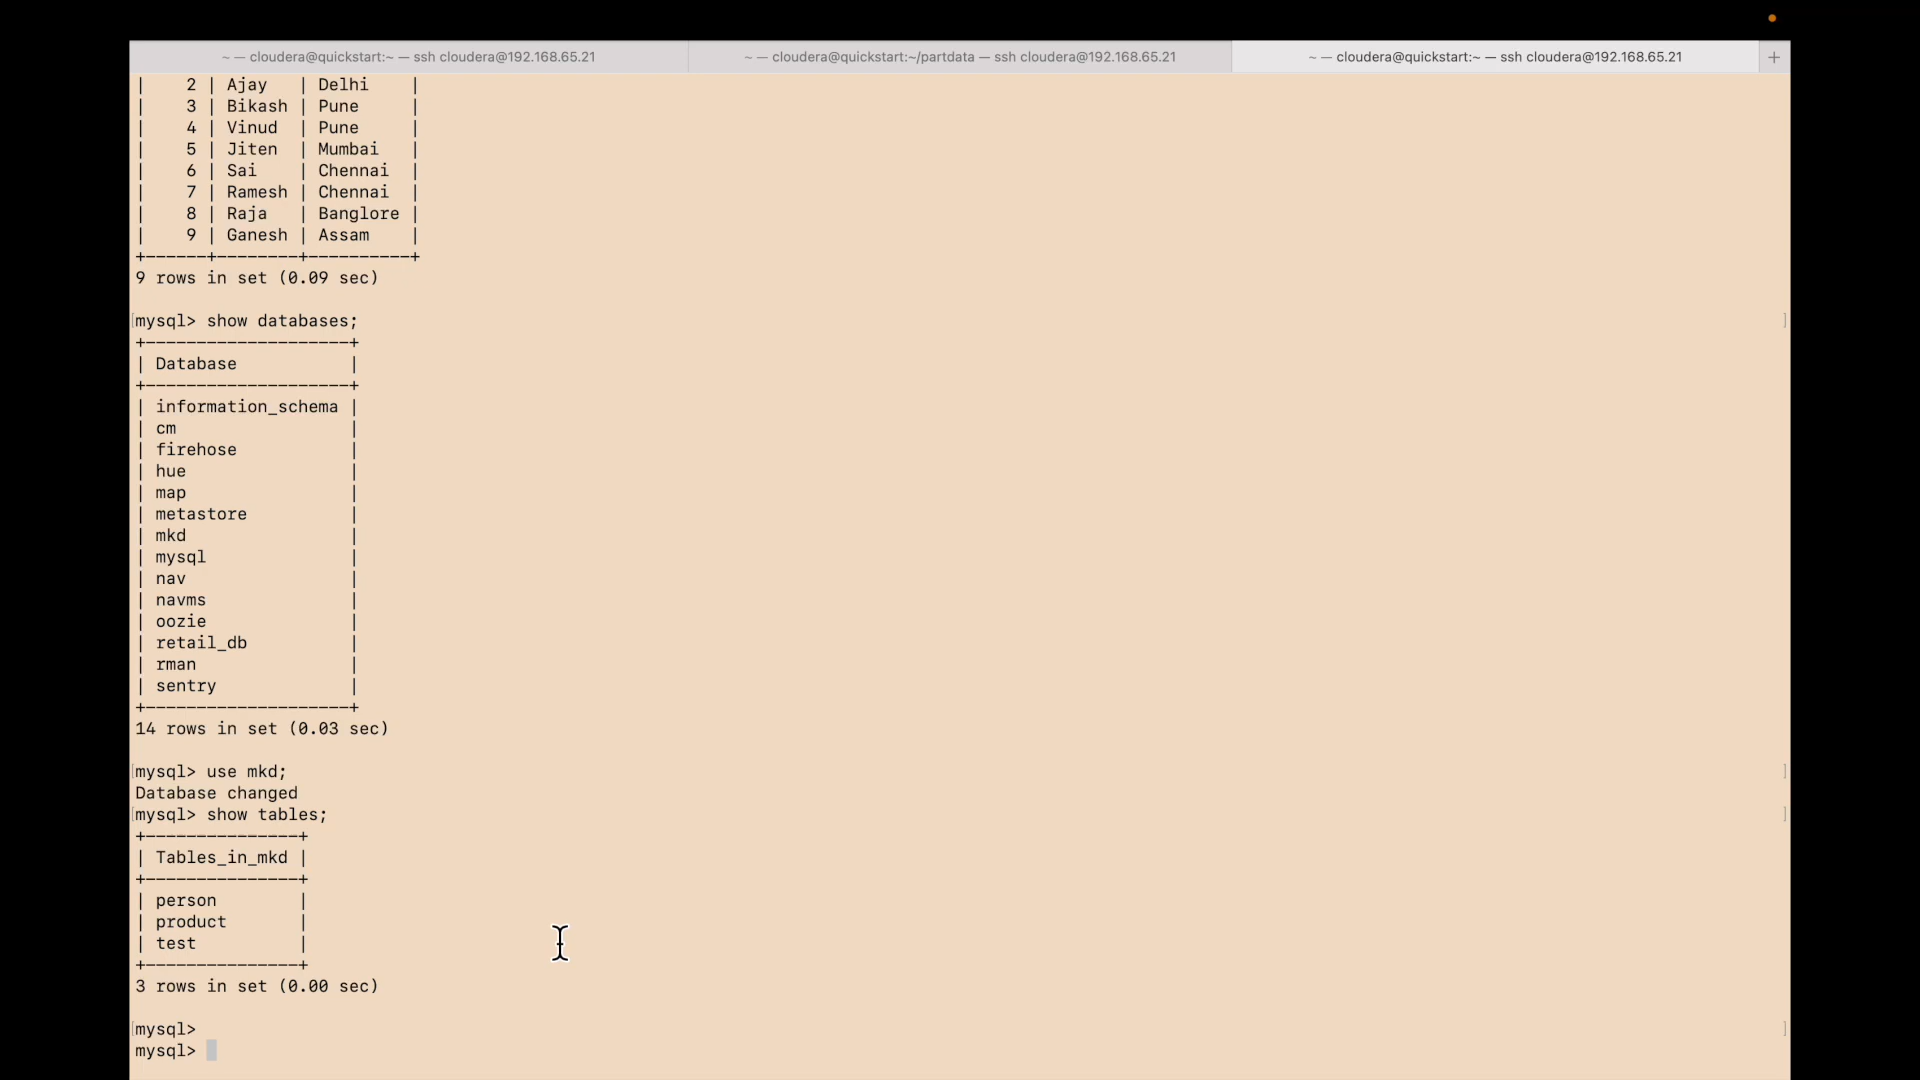 ~ — cloudera@quickstart:~ — ssh cloudera@192.168.65.21
~ — cloudera@quickstart:~/partdata — ssh cloudera@192.168.65.21
~ — cloudera@quickstart:~ — ssh cloudera@192.168.65.21
+
|    2 | Ajay   | Delhi    |
|    3 | Bikash | Pune     |
|    4 | Vinud  | Pune     |
|    5 | Jiten  | Mumbai   |
|    6 | Sai    | Chennai  |
|    7 | Ramesh | Chennai  |
|    8 | Raja   | Banglore |
|    9 | Ganesh | Assam    |
+------+--------+----------+
9 rows in set (0.09 sec)
[mysql> show databases; ]
+--------------------+
| Database           |
+--------------------+
| information_schema |
| cm                 |
| firehose           |
| hue                |
| map                |
| metastore          |
| mkd                |
| mysql              |
| nav                |
| navms              |
| oozie              |
| retail_db          |
| rman               |
| sentry             |
+--------------------+
14 rows in set (0.03 sec)
[mysql> use mkd; ]
Database changed
[mysql> show tables; ]
+---------------+
| Tables_in_mkd |
+---------------+
| person        |
| product       |
| test          |
+---------------+
3 rows in set (0.00 sec)
[mysql> ]
mysql>